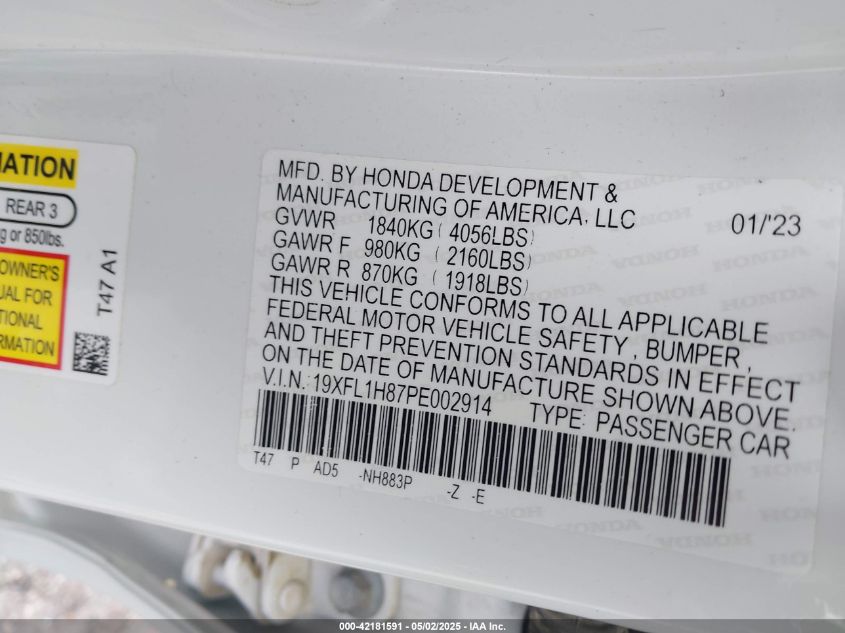 MATION
REAR 3
g or 850lbs.
OWNER'S
UAL FOR
TIONAL
ORMATION
T47 A1
MFD. BY HONDA DEVELOPMENT &
MANUFACTURING OF AMERICA, LLC
01/'23
GVWR 1840KG ( 4056LBS)
GAWR F 980KG ( 2160LBS)
GAWR R 870KG ( 1918LBS)
THIS VEHICLE CONFORMS TO ALL APPLICABLE
FEDERAL MOTOR VEHICLE SAFETY , BUMPER ,
AND THEFT PREVENTION STANDARDS IN EFFECT
ON THE DATE OF MANUFACTURE SHOWN ABOVE.
V.I.N. 19XFL1H87PE002914 TYPE: PASSENGER CAR
T47 P AD5 -NH883P -Z -E
000-42181591 - 05/02/2025 - IAA Inc.